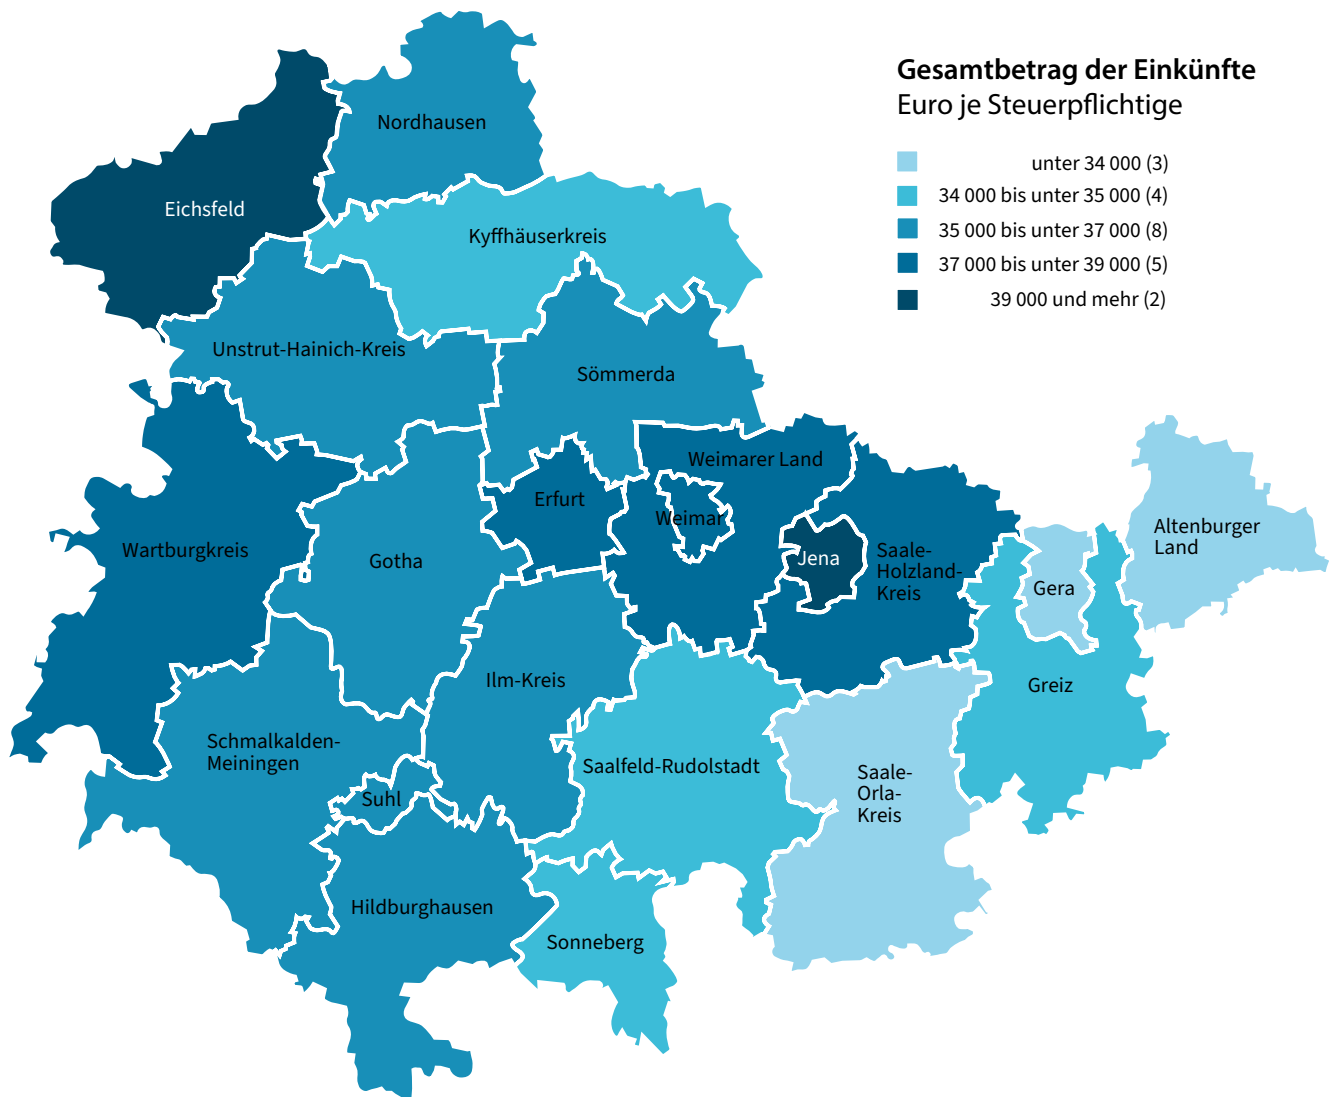 Gesamtbetrag der Einkünfte
Euro je Steuerpflichtige
unter 34 000 (3)
34 000 bis unter 35 000 (4)
35 000 bis unter 37 000 (8)
37 000 bis unter 39 000 (5)
39 000 und mehr (2)
Nordhausen
Eichsfeld
Kyffhäuserkreis
Unstrut-Hainich-Kreis
Sömmerda
Weimarer Land
Erfurt
Weimar
Wartburgkreis
Gotha
Jena
Saale-
Holzland-
Kreis
Gera
Altenburger
Land
Ilm-Kreis
Greiz
Schmalkalden-
Meiningen
Suhl
Saalfeld-Rudolstadt
Saale-
Orla-
Kreis
Hildburghausen
Sonneberg